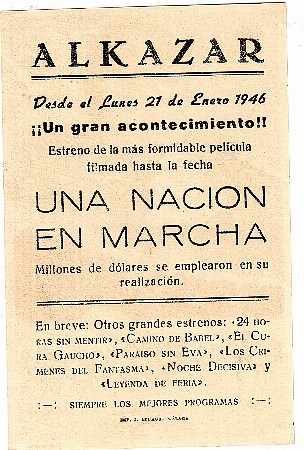 ALKAZAR
Desde el Lunes 21 de Enero 1946
¡¡Un gran acontecimiento!!
Estreno de la más formidable película
filmada hasta la fecha
UNA NACION
EN MARCHA
Millones de dólares se emplearon en su
realización.
En breve: Otros grandes estrenos: «24 HO-
RAS SIN MENTIR», «CAMINO DE BABEL», «EL CU-
RA GAUCHO», «PARAISO SIN EVA», «LOS CRI-
MENES DEL FANTASMA», «NOCHE DECISIVA» y
«LEYENDA DE FERIA».
:—: SIEMPRE LOS MEJORES PROGRAMAS :—:
IMP. J.